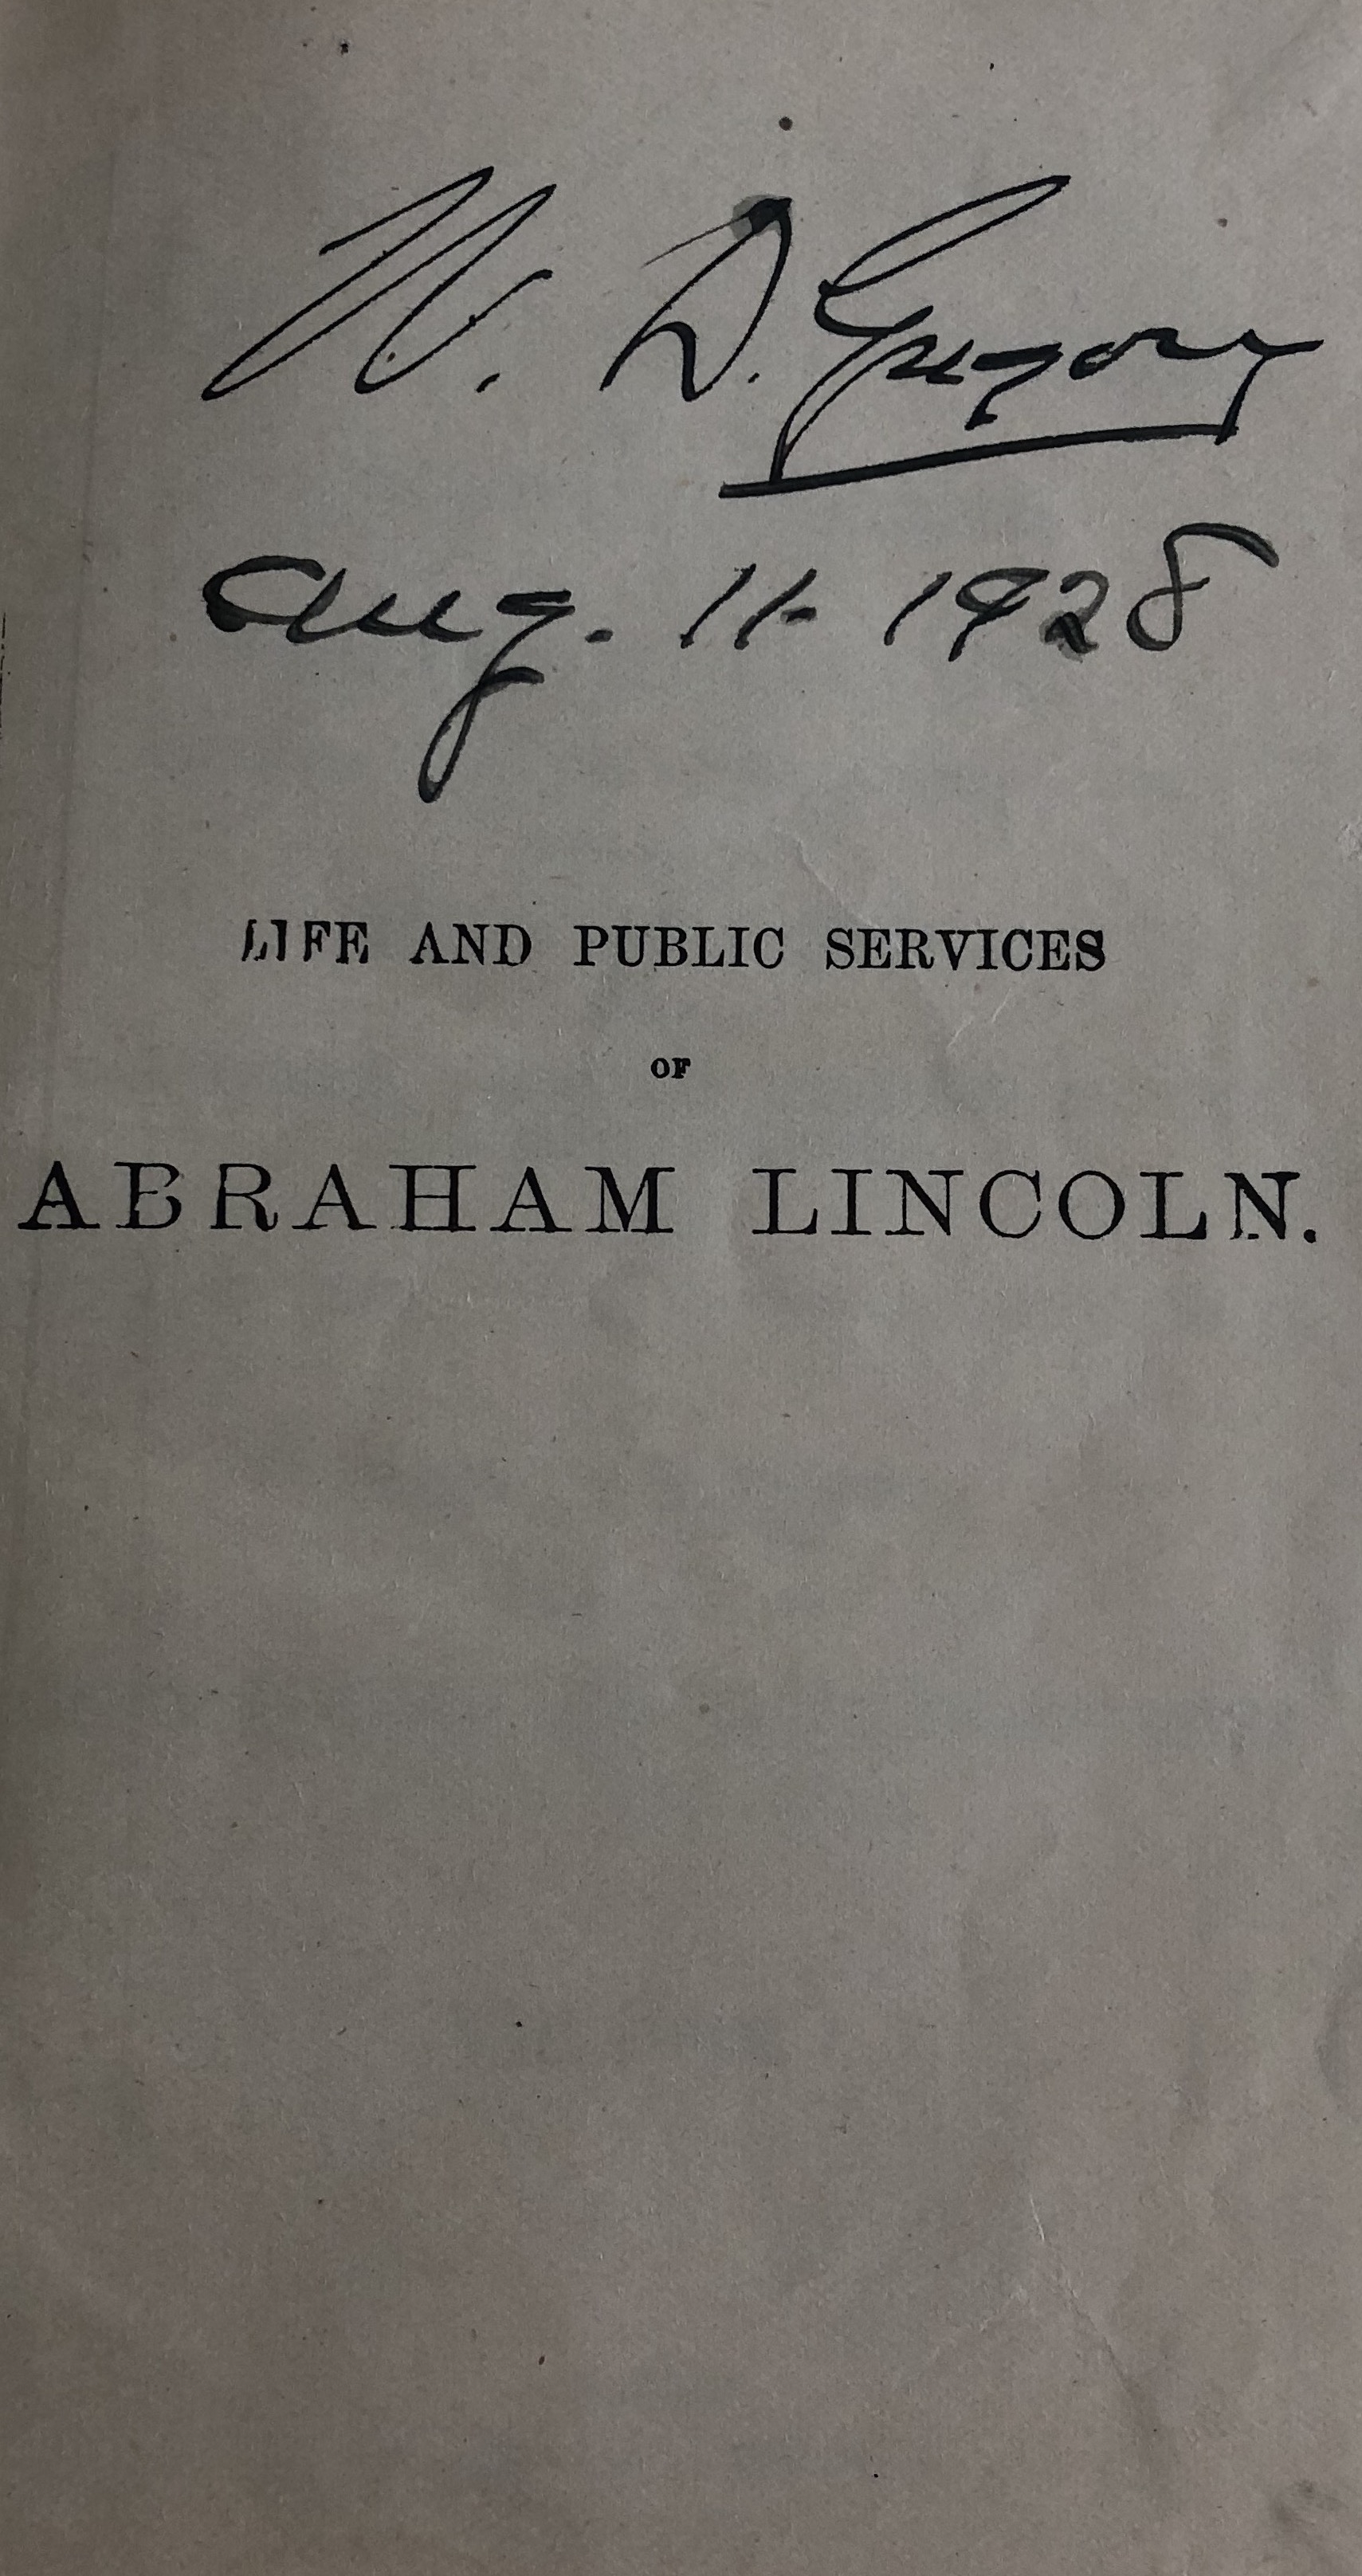 W. D. Gregory
Aug. 11- 1928
LIFE AND PUBLIC SERVICES
OF
ABRAHAM LINCOLN.